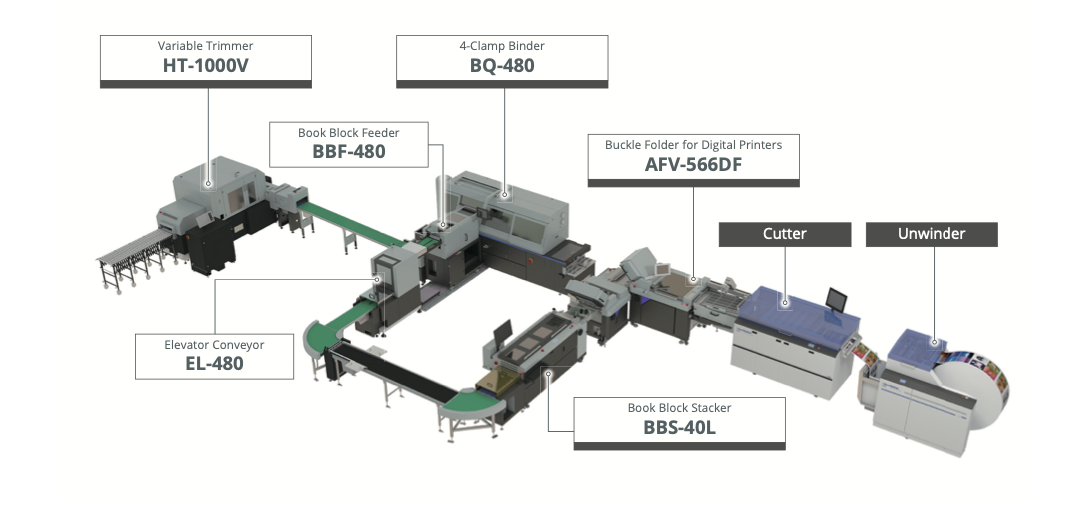 Variable Trimmer
HT-1000V
4-Clamp Binder
BQ-480
Book Block Feeder
BBF-480
Buckle Folder for Digital Printers
AFV-566DF
Cutter
Unwinder
Elevator Conveyor
EL-480
Book Block Stacker
BBS-40L